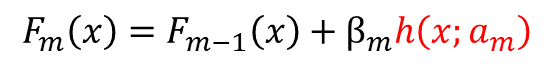 Fₘ(x) = Fₘ₋₁(x) + βₘh(x; aₘ)